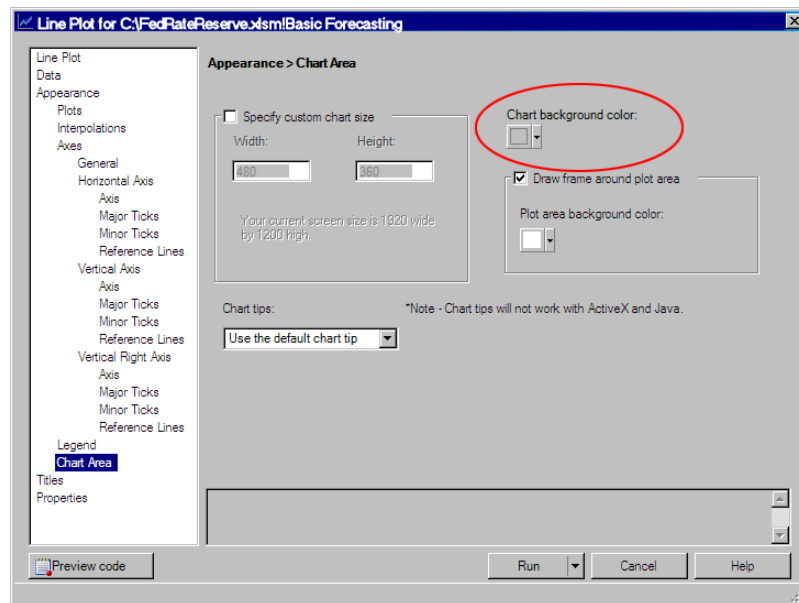 Line Plot for C:\FedRateReserve.xlsm!Basic Forecasting
Line Plot
Data
Appearance
Plots
Interpolations
Axes
General
Horizontal Axis
Axis
Major Ticks
Minor Ticks
Reference Lines
Vertical Axis
Axis
Major Ticks
Minor Ticks
Reference Lines
Vertical Right Axis
Axis
Major Ticks
Minor Ticks
Reference Lines
Legend
Chart Area
Titles
Properties
Appearance > Chart Area
Specify custom chart size
Width:
Height:
480
360
Your current screen size is 1920 wide
by 1200 high.
Chart background color:
Draw frame around plot area
Plot area background color:
Chart tips:
*Note - Chart tips will not work with ActiveX and Java.
Use the default chart tip
Preview code
Run
Cancel
Help